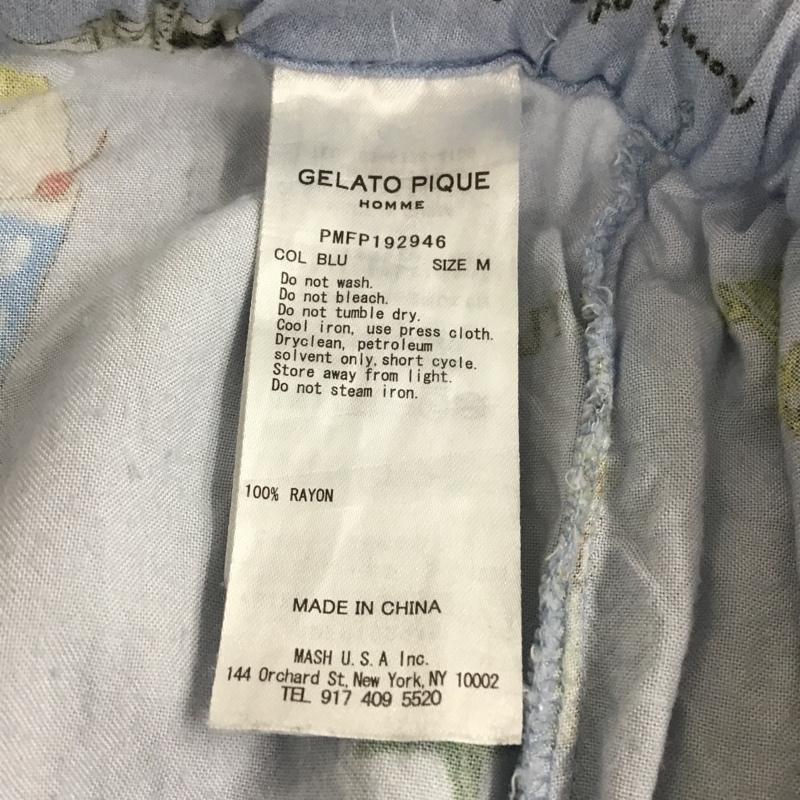 GELATO PIQUE
HOMME
PMFP192946
COL BLU SIZE M
Do not wash.
Do not bleach.
Do not tumble dry.
Cool iron, use press cloth.
Dryclean, petroleum
solvent only, short cycle.
Store away from light.
Do not steam iron.
100% RAYON
MADE IN CHINA
MASH U.S.A Inc.
144 Orchard St, New York, NY 10002
TEL 917 409 5520